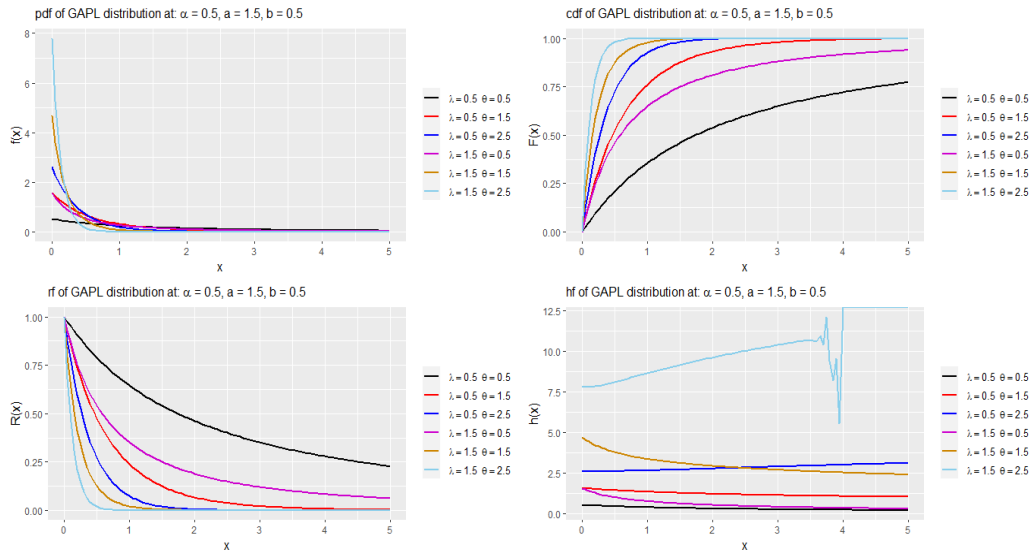 pdf of GAPL distribution at: α = 0.5, a = 1.5, b = 0.5
f(x)
8
6
4
2
0
0 1 2 3 4 5
x
λ = 0.5 θ = 0.5
λ = 0.5 θ = 1.5
λ = 0.5 θ = 2.5
λ = 1.5 θ = 0.5
λ = 1.5 θ = 1.5
λ = 1.5 θ = 2.5
cdf of GAPL distribution at: α = 0.5, a = 1.5, b = 0.5
F(x)
1.00
0.75
0.50
0.25
0.00
0 1 2 3 4 5
x
λ = 0.5 θ = 0.5
λ = 0.5 θ = 1.5
λ = 0.5 θ = 2.5
λ = 1.5 θ = 0.5
λ = 1.5 θ = 1.5
λ = 1.5 θ = 2.5
rf of GAPL distribution at: α = 0.5, a = 1.5, b = 0.5
R(x)
1.00
0.75
0.50
0.25
0.00
0 1 2 3 4 5
x
λ = 0.5 θ = 0.5
λ = 0.5 θ = 1.5
λ = 0.5 θ = 2.5
λ = 1.5 θ = 0.5
λ = 1.5 θ = 1.5
λ = 1.5 θ = 2.5
hf of GAPL distribution at: α = 0.5, a = 1.5, b = 0.5
h(x)
12.5
10.0
7.5
5.0
2.5
0.0
0 1 2 3 4 5
x
λ = 0.5 θ = 0.5
λ = 0.5 θ = 1.5
λ = 0.5 θ = 2.5
λ = 1.5 θ = 0.5
λ = 1.5 θ = 1.5
λ = 1.5 θ = 2.5